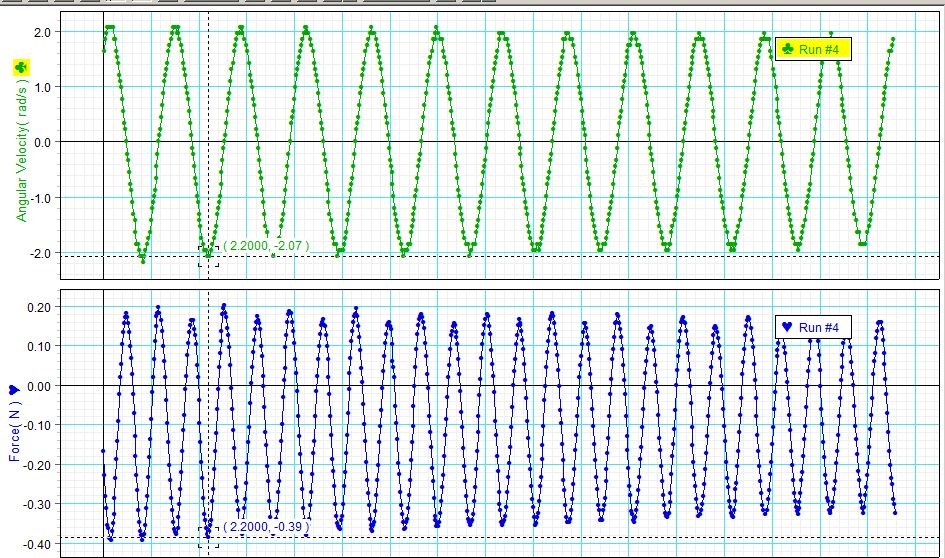 2.0
1.0
0.0
-1.0
-2.0
Angular Velocity( rad/s ) ♣
♣ Run #4
( 2.2000, -2.07 )
0.20
0.10
0.00
-0.10
-0.20
-0.30
-0.40
Force( N ) ♥
♥ Run #4
( 2.2000, -0.39 )